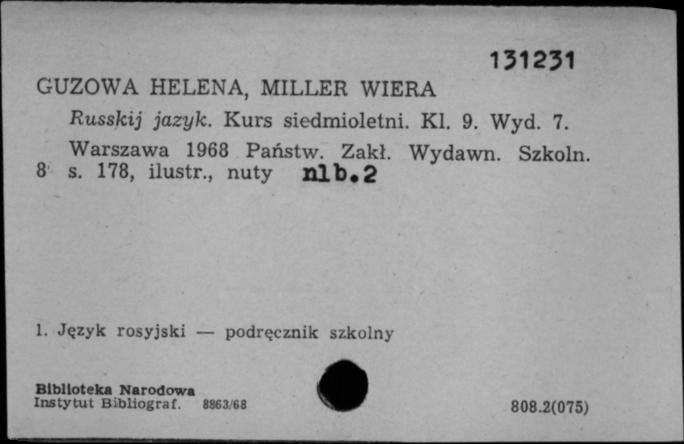 131231
GUZOWA HELENA, MILLER WIERA
Russkij jazyk. Kurs siedmioletni. Kl. 9. Wyd. 7.
Warszawa 1968 Państw. Zakł. Wydawn. Szkoln.
8° s. 178, ilustr., nuty nlb.2
1. Język rosyjski — podręcznik szkolny
Biblioteka Narodowa
Instytut Bibliograf. 8863/68
808.2(075)